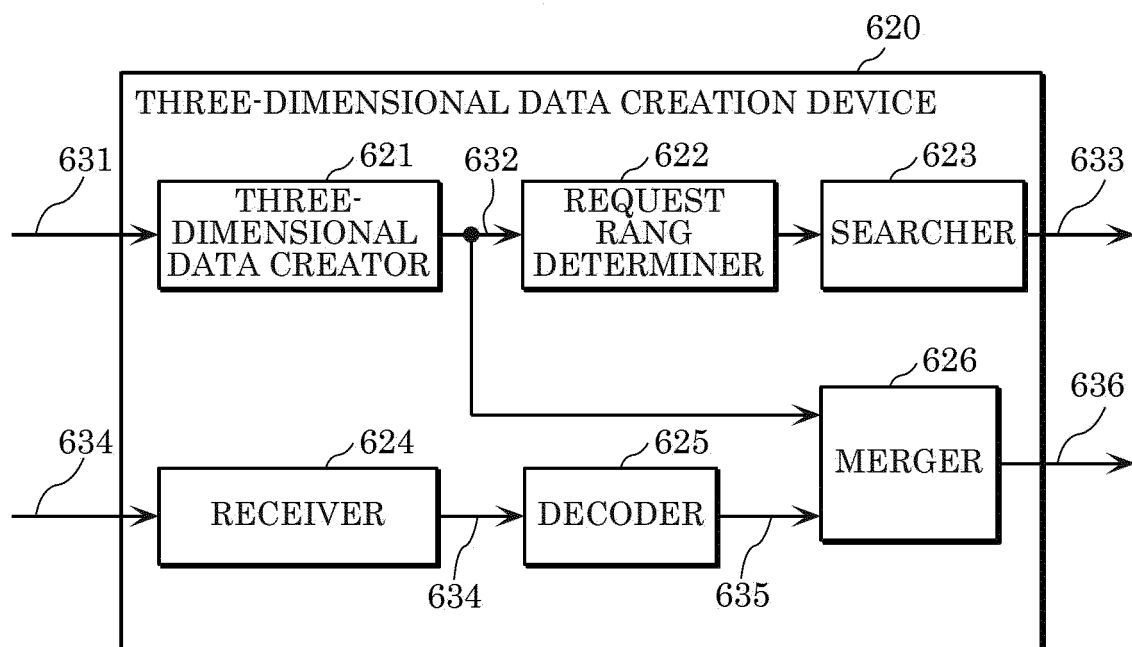 620
THREE-DIMENSIONAL DATA CREATION DEVICE
631
621
632
622
623
633
THREE-
DIMENSIONAL
DATA CREATOR
REQUEST
RANG
DETERMINER
SEARCHER
626
636
634
624
625
MERGER
RECEIVER
DECODER
634
635